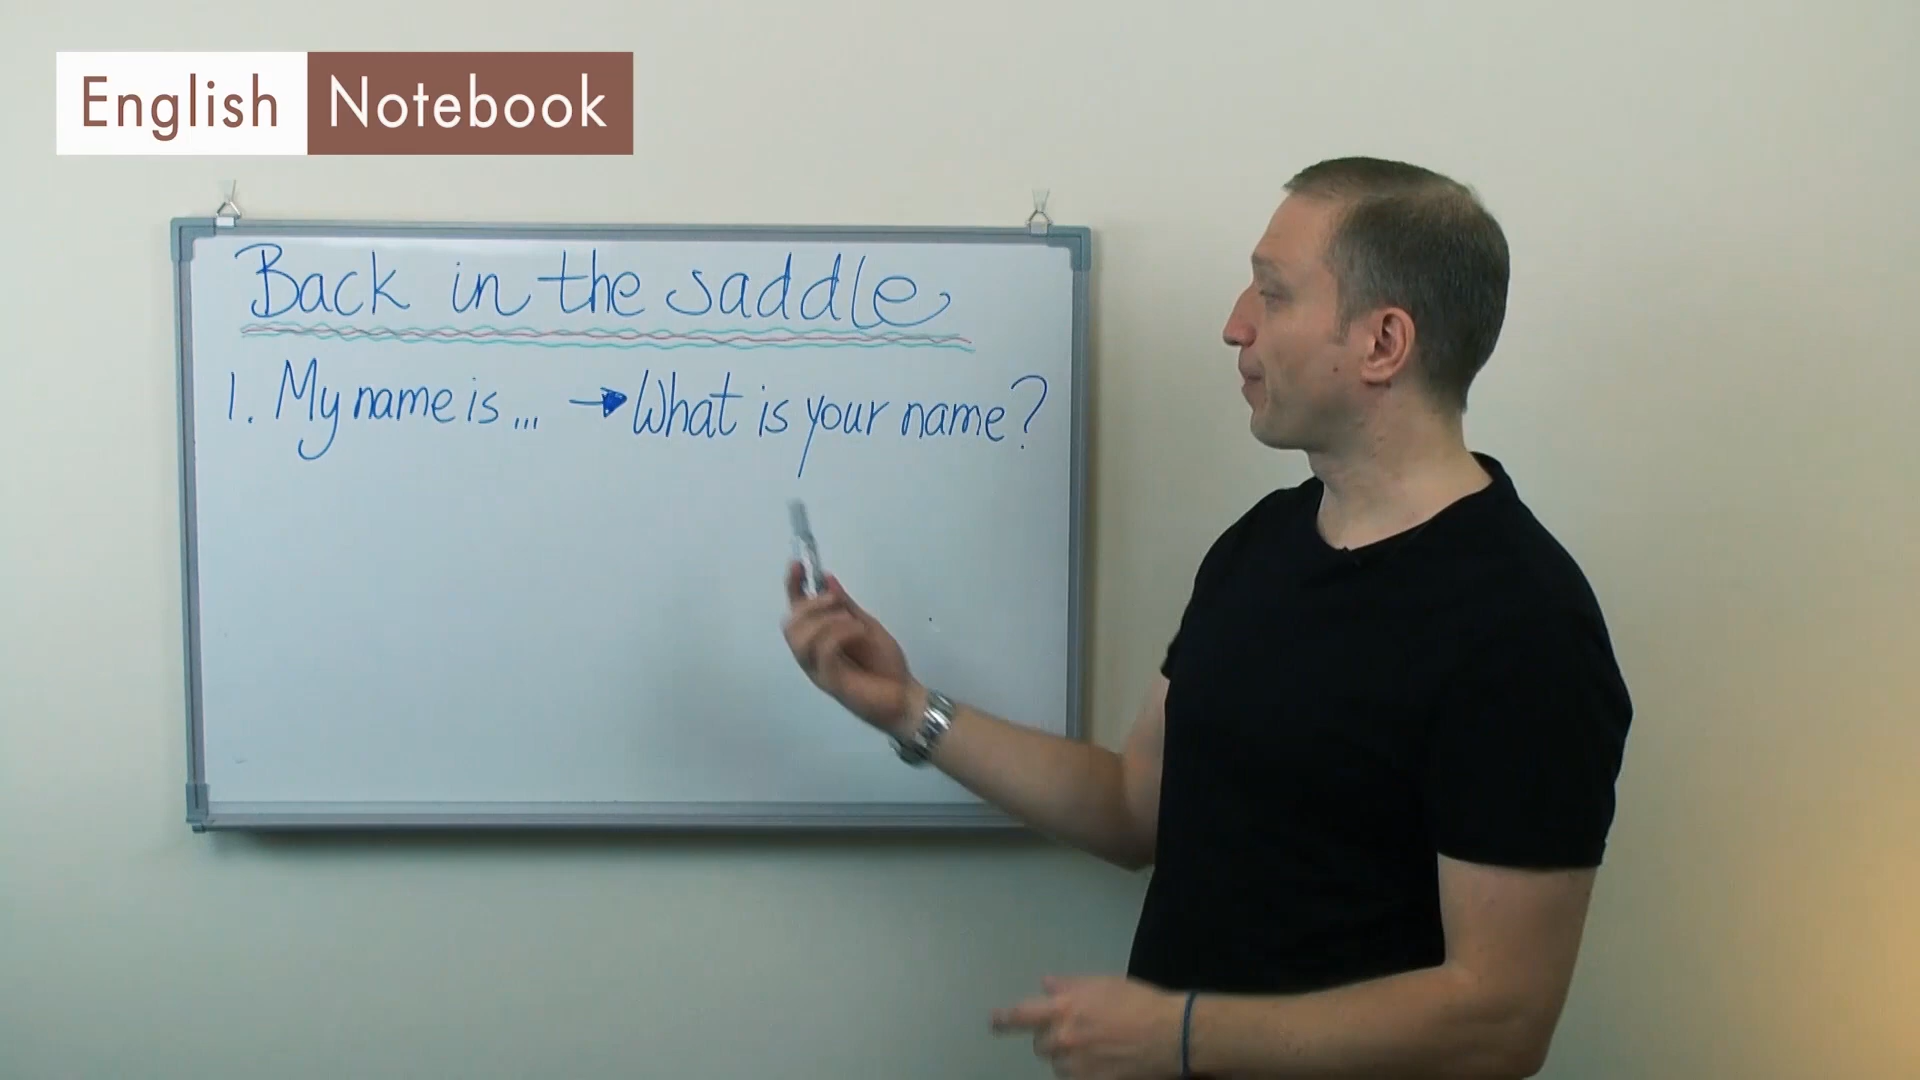 English Notebook
Back in the saddle
1. My name is ... → What is your name?